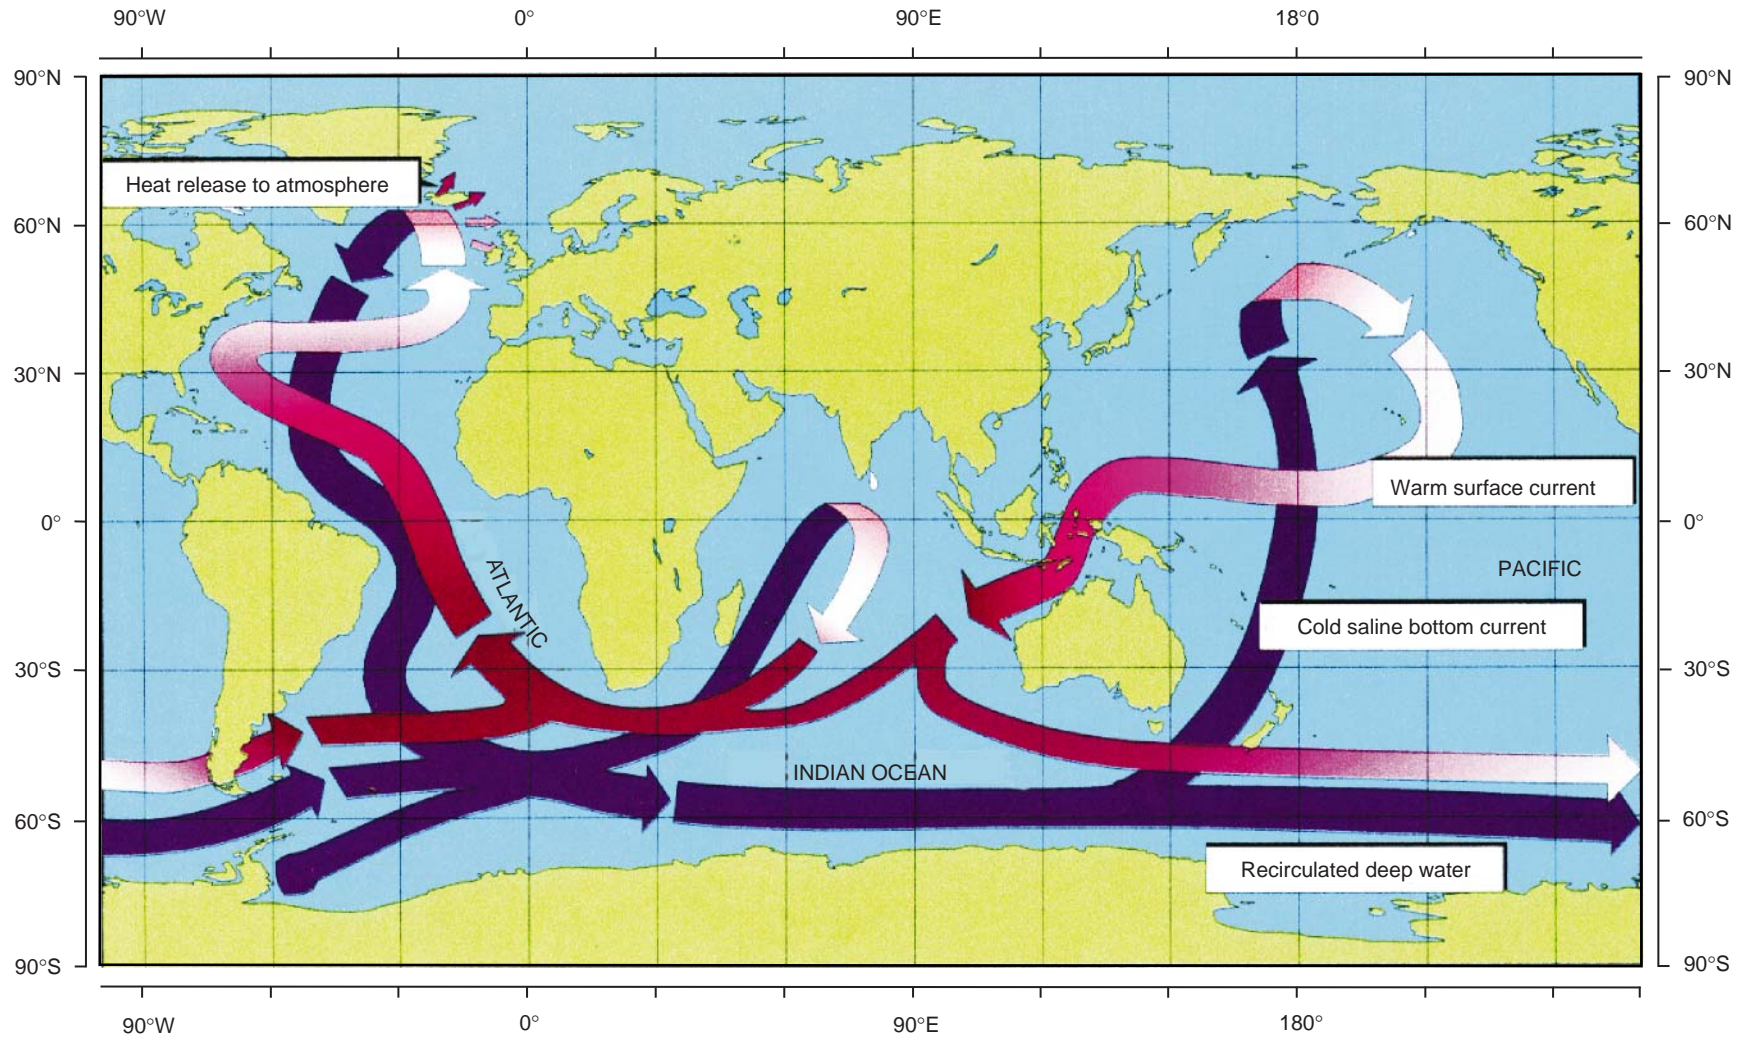 90°W 0° 90°E 18°0
90°N 90°N
Heat release to atmosphere
60°N 60°N
30°N 30°N
Warm surface current
0° 0°
ATLANTIC
PACIFIC
Cold saline bottom current
30°S 30°S
INDIAN OCEAN
60°S 60°S
Recirculated deep water
90°S 90°S
90°W 0° 90°E 180°